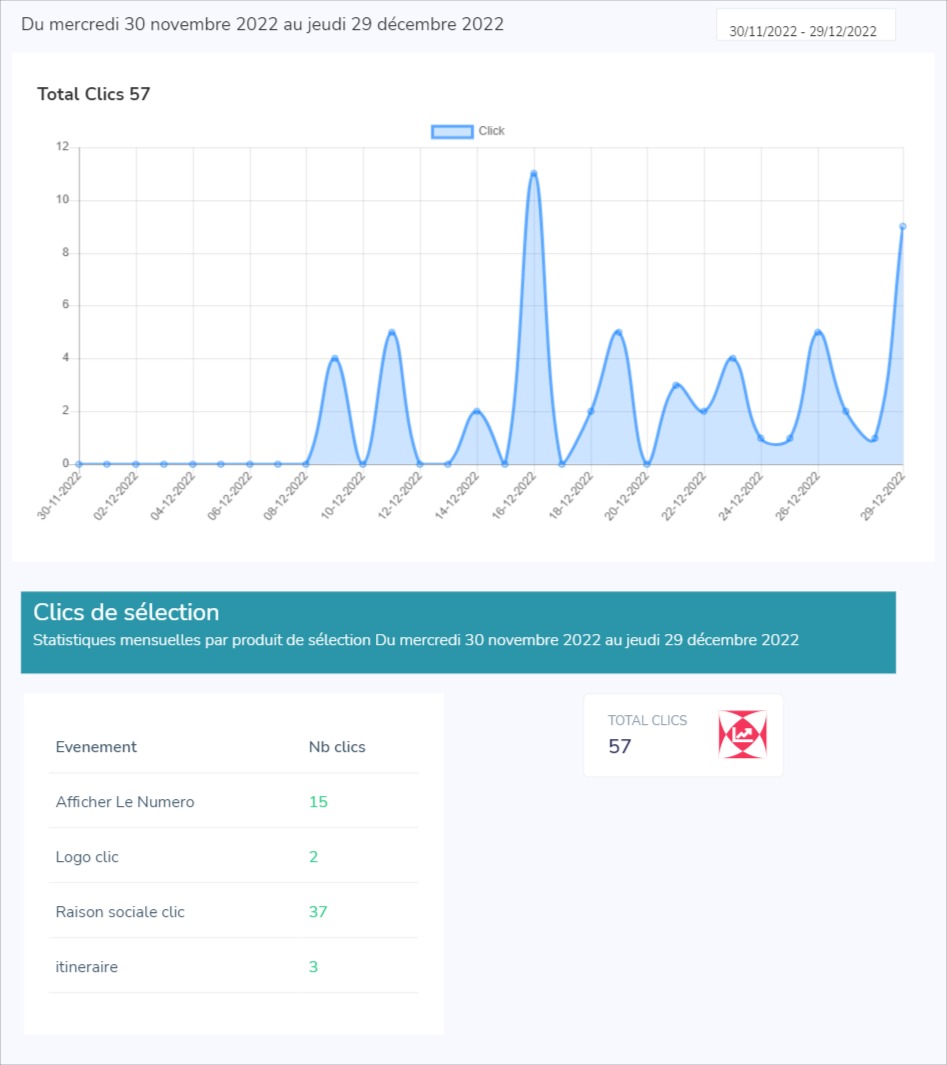 Du mercredi 30 novembre 2022 au jeudi 29 décembre 2022
30/11/2022 - 29/12/2022
Total Clics 57
Click
12
10
8
6
4
2
0
30-11-2022
02-12-2022
04-12-2022
06-12-2022
08-12-2022
10-12-2022
12-12-2022
14-12-2022
16-12-2022
18-12-2022
20-12-2022
22-12-2022
24-12-2022
26-12-2022
29-12-2022
Clics de sélection
Statistiques mensuelles par produit de sélection Du mercredi 30 novembre 2022 au jeudi 29 décembre 2022
Evenement Nb clics
Afficher Le Numero 15
Logo clic 2
Raison sociale clic 37
itineraire 3
TOTAL CLICS
57